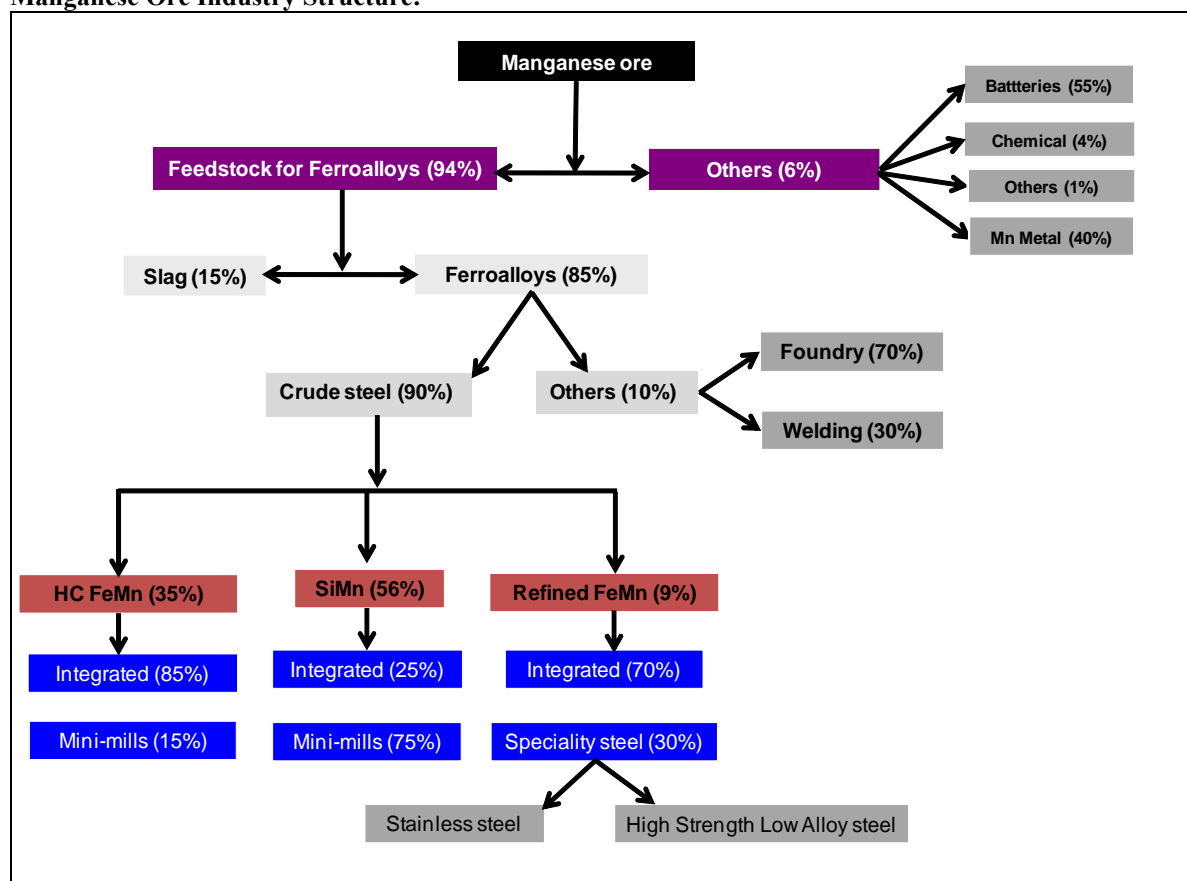 Manganese Ore Industry Structure:
Manganese ore
Battteries (55%)
Chemical (4%)
Feedstock for Ferroalloys (94%)
Others (6%)
Others (1%)
Mn Metal (40%)
Slag (15%)
Ferroalloys (85%)
Foundry (70%)
Crude steel (90%)
Others (10%)
Welding (30%)
HC FeMn (35%)
SiMn (56%)
Refined FeMn (9%)
Integrated (85%)
Integrated (25%)
Integrated (70%)
Mini-mills (15%)
Mini-mills (75%)
Speciality steel (30%)
Stainless steel
High Strength Low Alloy steel